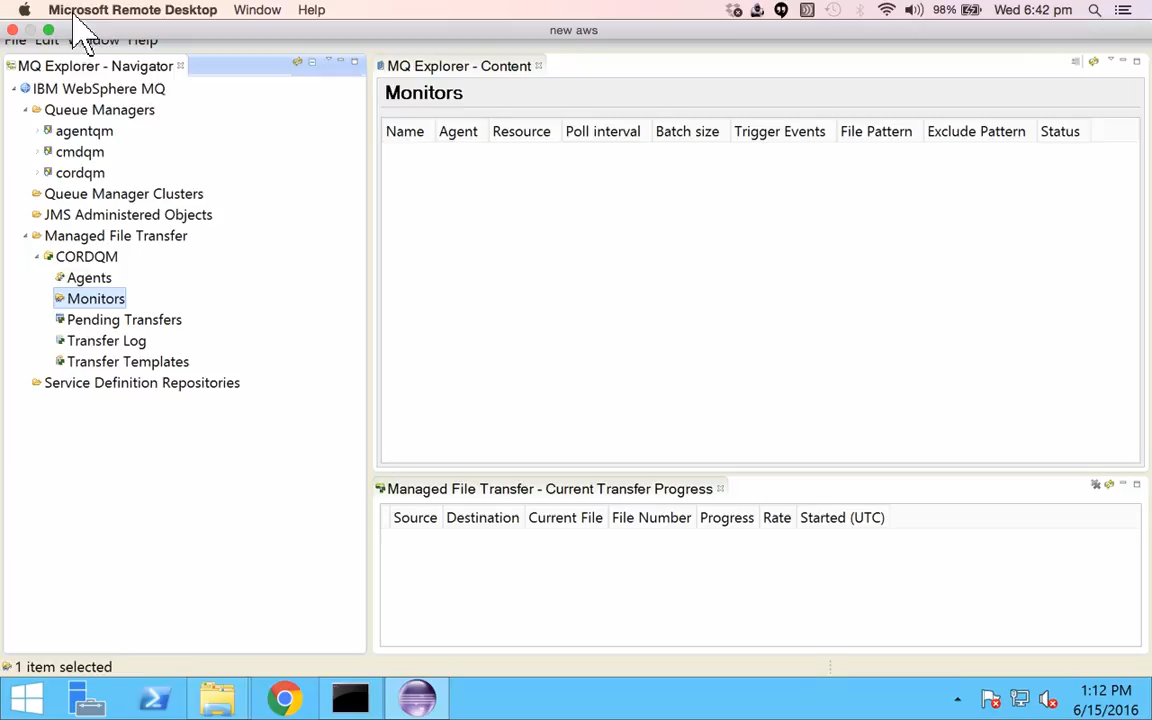 Microsoft Remote Desktop Window Help 98% Wed 6:42 pm
new aws
File Edit Window Help
MQ Explorer - Navigator
IBM WebSphere MQ
Queue Managers
agentqm
cmdqm
cordqm
Queue Manager Clusters
JMS Administered Objects
Managed File Transfer
CORDQM
Agents
Monitors
Pending Transfers
Transfer Log
Transfer Templates
Service Definition Repositories
MQ Explorer - Content
Monitors
Name Agent Resource Poll interval Batch size Trigger Events File Pattern Exclude Pattern Status
Managed File Transfer - Current Transfer Progress
Source Destination Current File File Number Progress Rate Started (UTC)
1 item selected
1:12 PM
6/15/2016